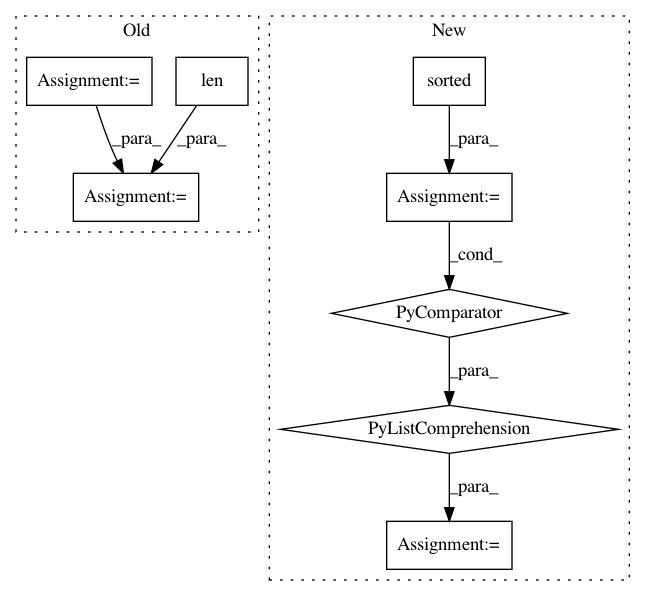 Old
New
Assignment:=
len
sorted
_para_
_para_
_para_
Assignment:=
Assignment:=
_cond_
PyComparator
_para_
PyListComprehension
_para_
Assignment:=